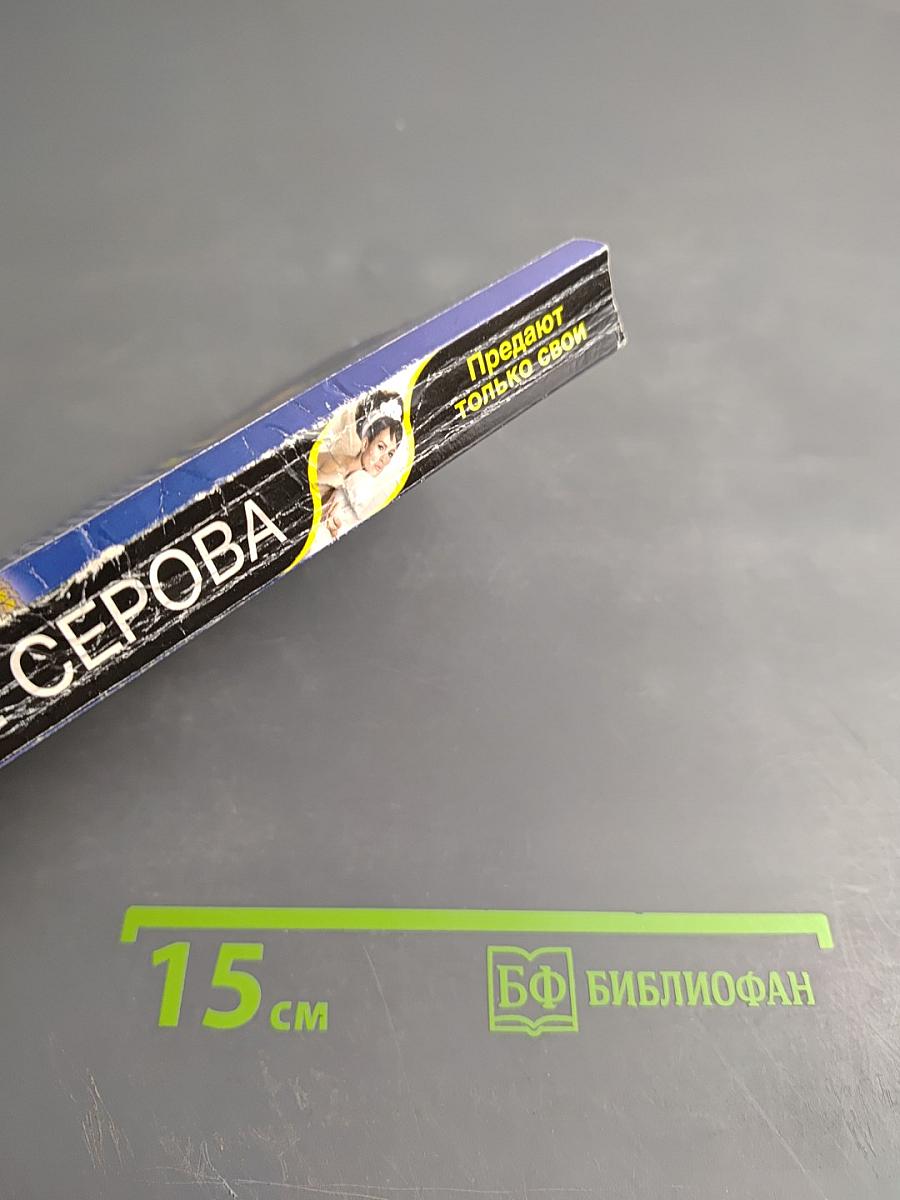 СЕРОВА
Предают
только свои
15 см
БФ БИБЛИОФАН